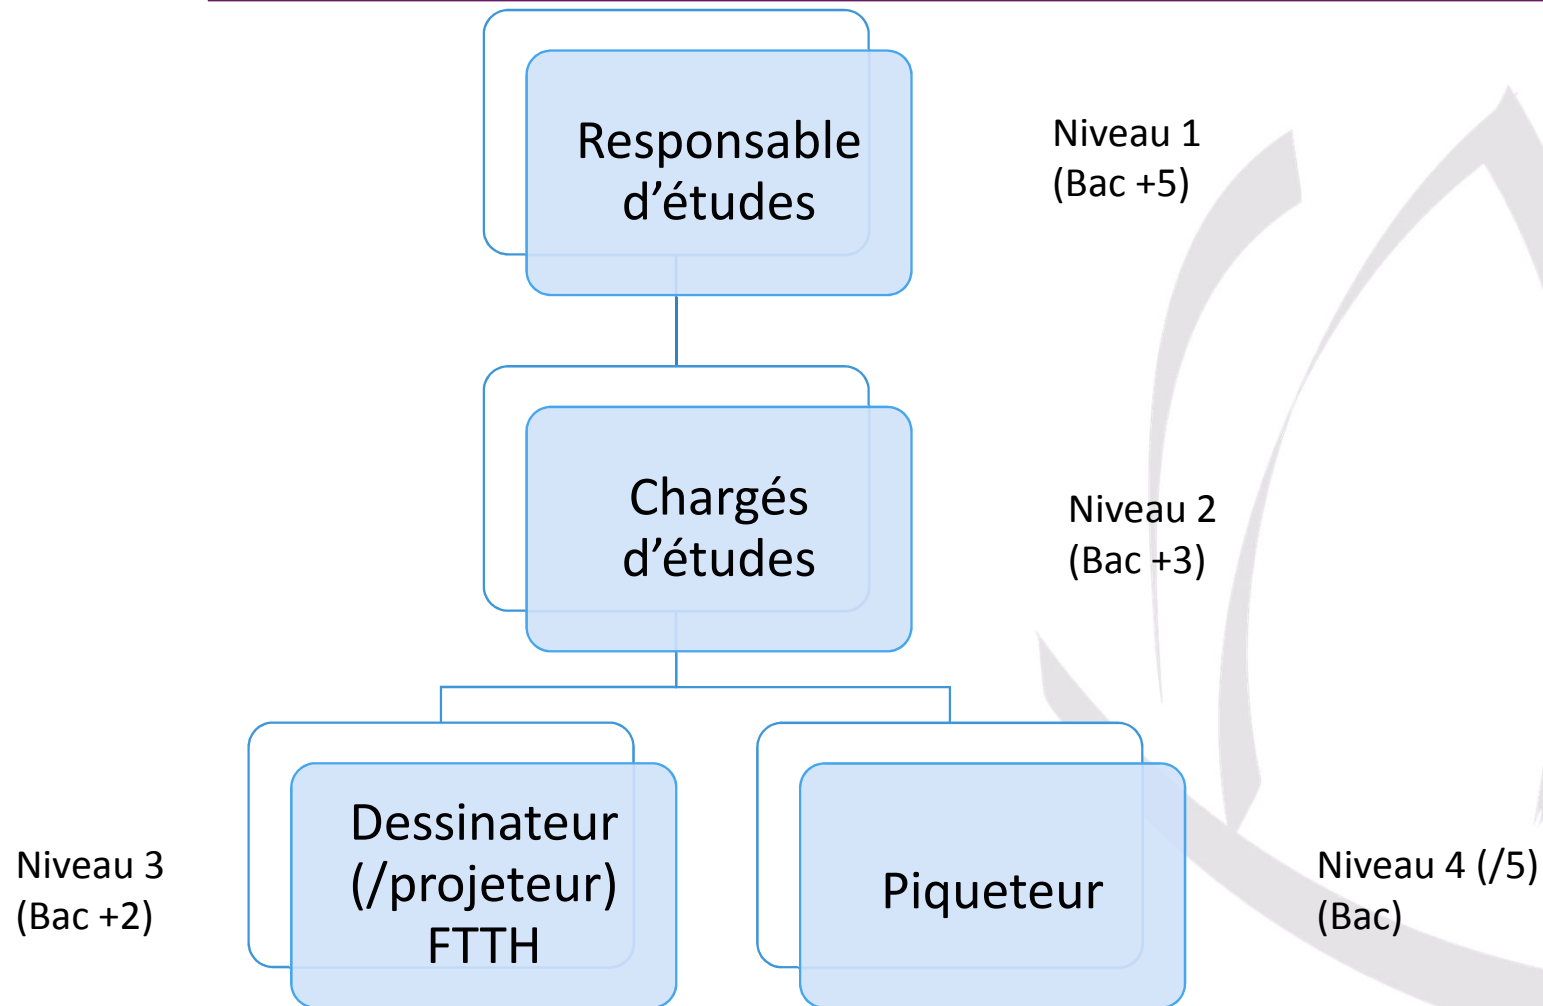 Responsable
d’études
Niveau 1
(Bac +5)
Chargés
d’études
Niveau 2
(Bac +3)
Niveau 3
(Bac +2)
Dessinateur
(/projeteur)
FTTH
Piqueteur
Niveau 4 (/5)
(Bac)